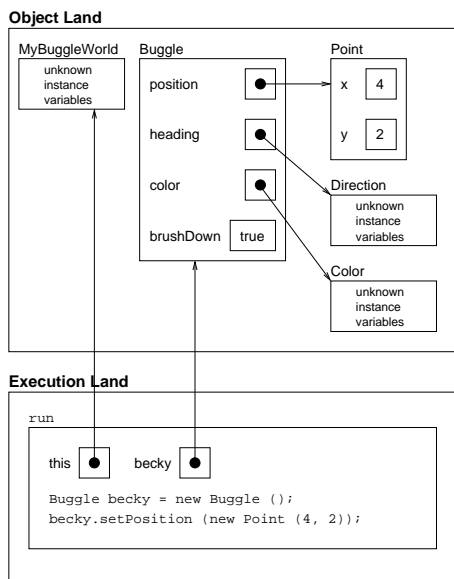 Object Land
MyBuggleWorld
unknown
instance
variables
Buggle
position
heading
color
brushDown true
Point
x 4
y 2
Direction
unknown
instance
variables
Color
unknown
instance
variables
Execution Land
run
this becky
Buggle becky = new Buggle ();
becky.setPosition (new Point (4, 2));